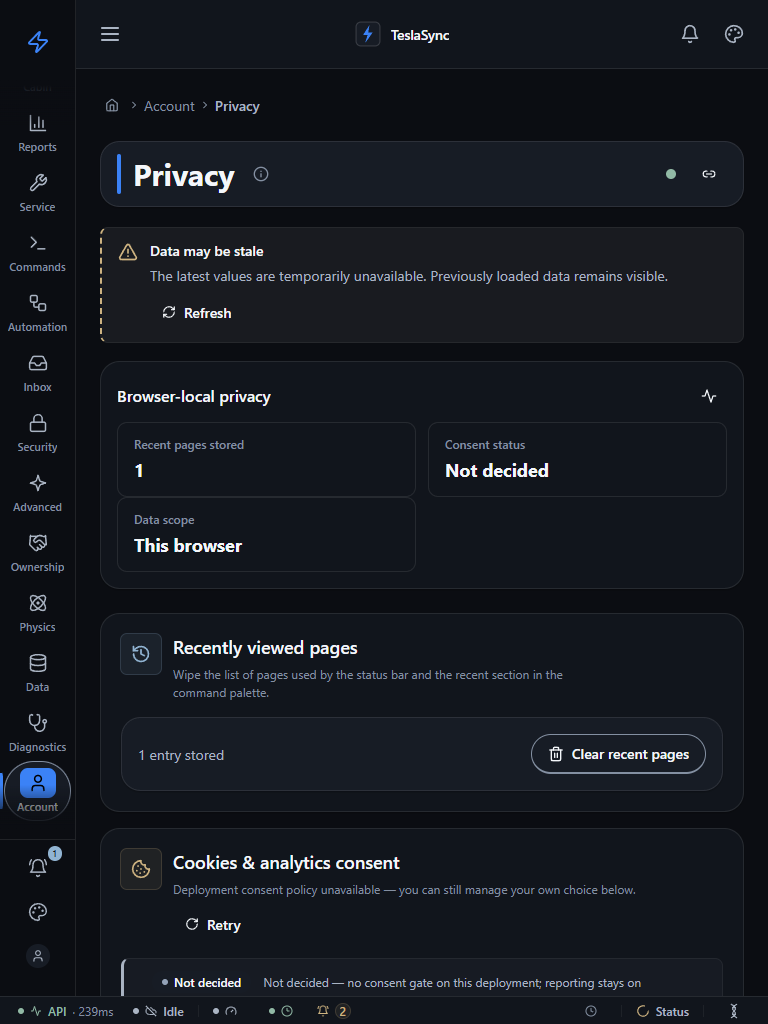 TeslaSync
Account
Privacy
Reports
Service
Commands
Automation
Inbox
Security
Advanced
Ownership
Physics
Data
Diagnostics
Account
1
Privacy
Data may be stale
The latest values are temporarily unavailable. Previously loaded data remains visible.
Refresh
Browser-local privacy
Recent pages stored
1
Consent status
Not decided
Data scope
This browser
Recently viewed pages
Wipe the list of pages used by the status bar and the recent section in the
command palette.
1 entry stored
Clear recent pages
Cookies & analytics consent
Deployment consent policy unavailable — you can still manage your own choice below.
Retry
Not decided
Not decided — no consent gate on this deployment; reporting stays on
API · 239ms
Idle
2
Status